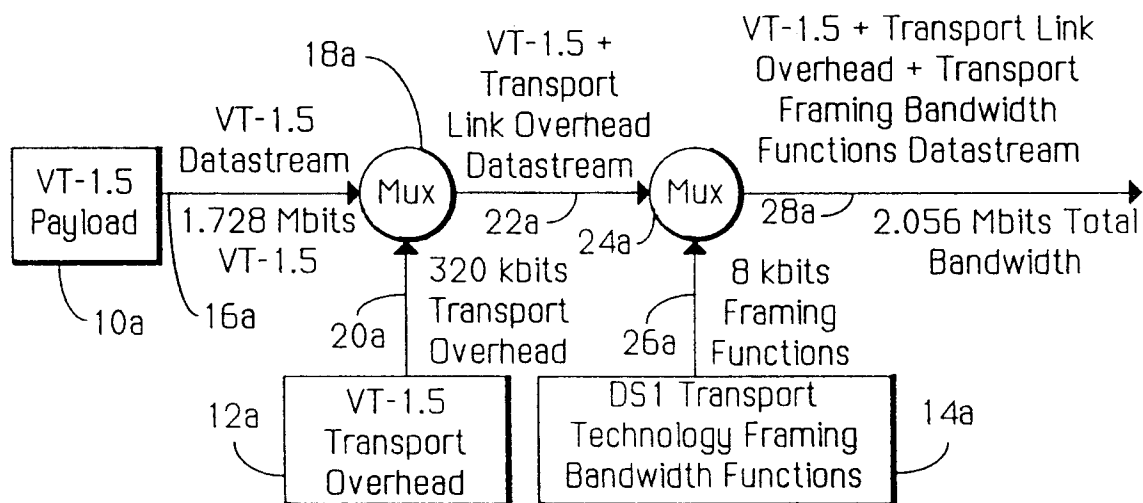 18a
VT-1.5 +
Transport
Link Overhead
Datastream
VT-1.5 + Transport Link
Overhead + Transport
Framing Bandwidth
Functions Datastream
VT-1.5
Datastream
VT-1.5
Payload
Mux
Mux
1.728 Mbits
VT-1.5
22a
24a
28a
2.056 Mbits Total
Bandwidth
10a
16a
20a
320 kbits
Transport
Overhead
26a
8 kbits
Framing
Functions
12a
VT-1.5
Transport
Overhead
DS1 Transport
Technology Framing
Bandwidth Functions
14a